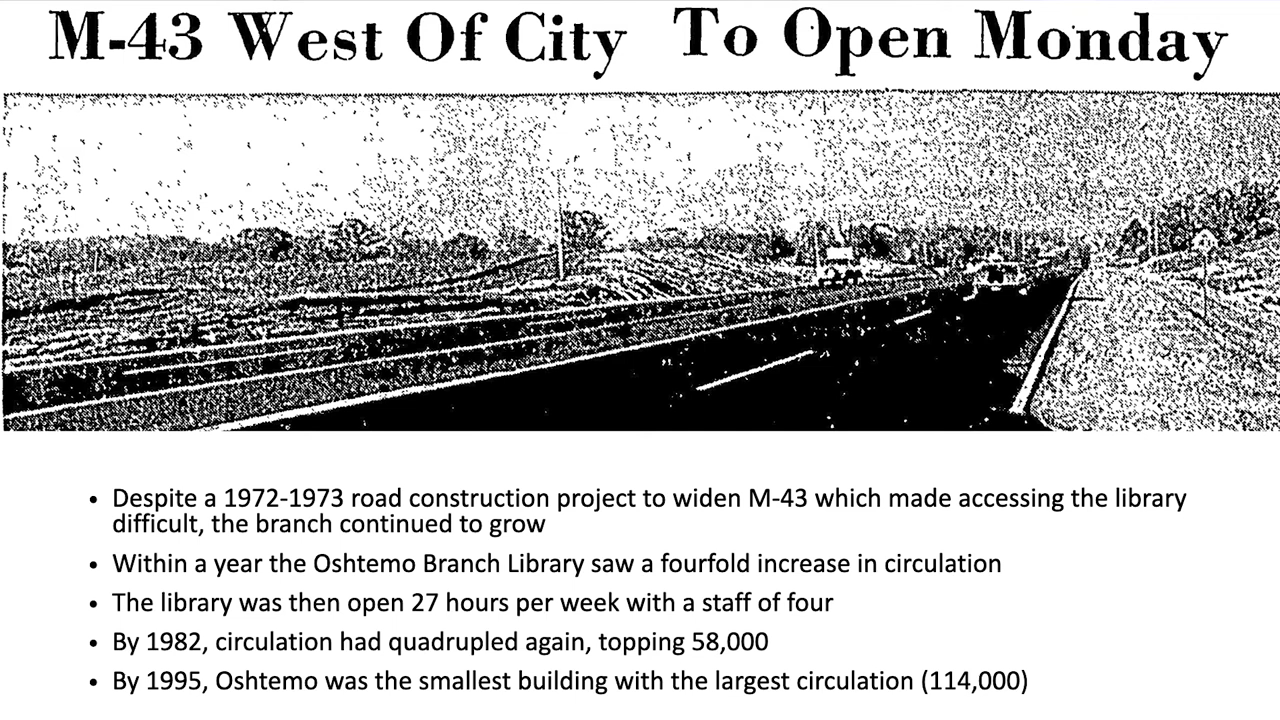 M-43 West Of City To Open Monday
• Despite a 1972-1973 road construction project to widen M-43 which made accessing the library
difficult, the branch continued to grow
• Within a year the Oshtemo Branch Library saw a fourfold increase in circulation
• The library was then open 27 hours per week with a staff of four
• By 1982, circulation had quadrupled again, topping 58,000
• By 1995, Oshtemo was the smallest building with the largest circulation (114,000)